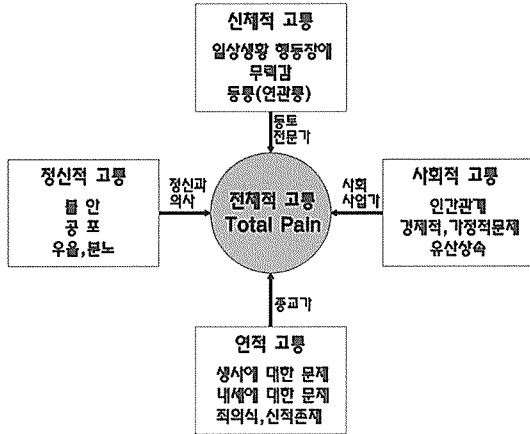 신체적 고통
일상생활 행동장애
무력감
동통(연관통)
동통
전문가
정신적 고통
불 안
공 포
우울,분노
정신과
의사
전체적 고통
Total Pain
사회
사업가
사회적 고통
인간관계
경제적,가정적문제
유산상속
종교가
영적 고통
생사에 대한 문제
내세에 대한 문제
죄의식,신적존재